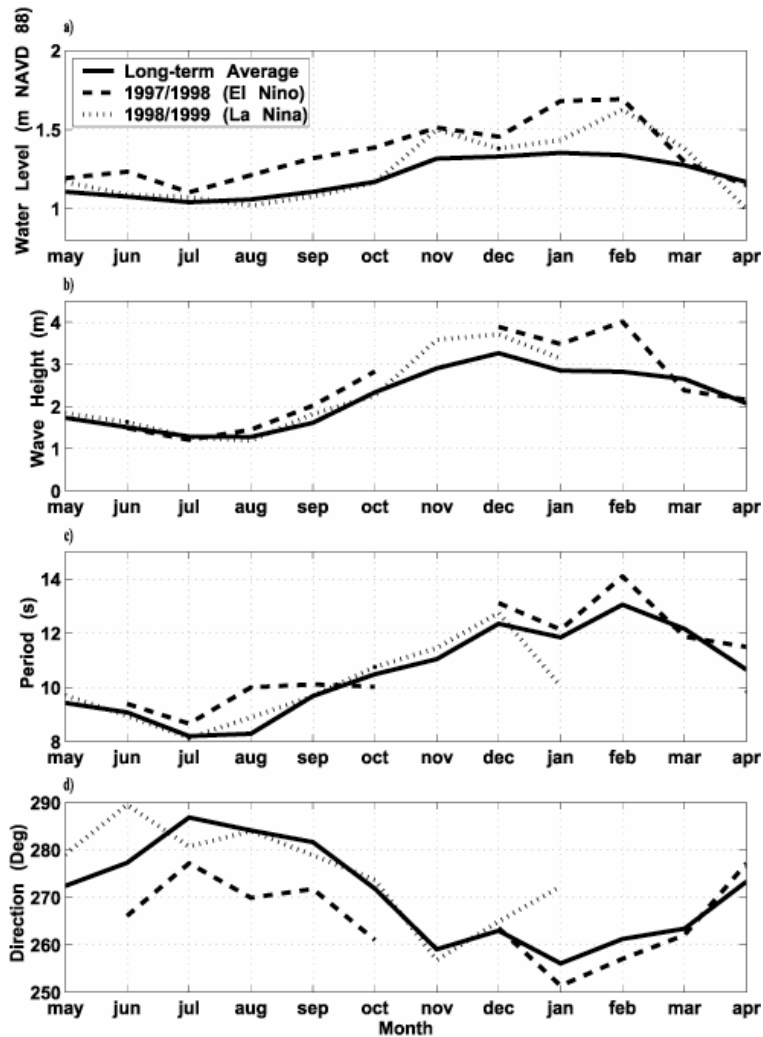 a)
Water Level (m NAVD 88)
2
1.5
1
Long-term Average
1997/1998 (El Nino)
1998/1999 (La Nina)
may jun jul aug sep oct nov dec jan feb mar apr
b)
Wave Height (m)
4
3
2
1
0
may jun jul aug sep oct nov dec jan feb mar apr
c)
Period (s)
14
12
10
8
may jun jul aug sep oct nov dec jan feb mar apr
d)
Direction (Deg)
290
280
270
260
250
may jun jul aug sep oct nov dec jan feb mar apr
Month